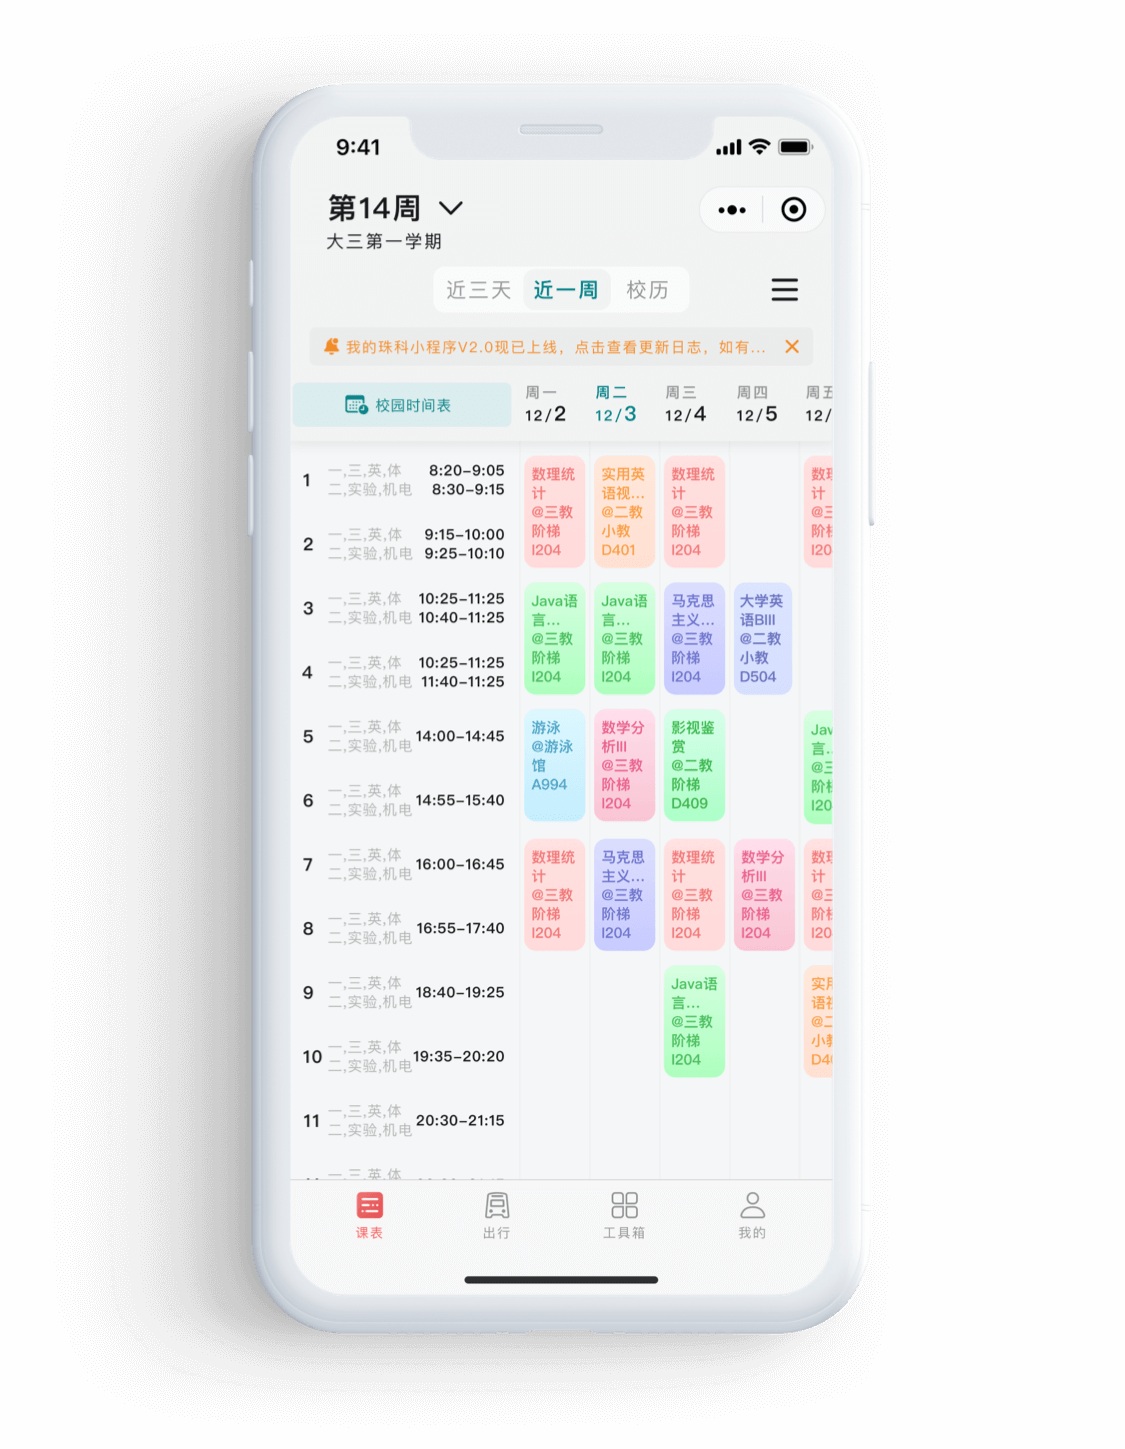 9:41
第14周
大三第一学期
近三天 近一周 校历
我的珠科小程序V2.0现已上线，点击查看更新日志，如有...
校园时间表
周一 周二 周三 周四 周五
12/2 12/3 12/4 12/5 12/
1 一,三,英,体 8:20-9:05
二,实验,机电 8:30-9:15
2 一,三,英,体 9:15-10:00
二,实验,机电 9:25-10:10
3 一,三,英,体 10:25-11:25
二,实验,机电 10:40-11:25
4 一,三,英,体 10:25-11:25
二,实验,机电 11:40-11:25
5 一,三,英,体
二,实验,机电 14:00-14:45
6 一,三,英,体
二,实验,机电 14:55-15:40
7 一,三,英,体
二,实验,机电 16:00-16:45
8 一,三,英,体
二,实验,机电 16:55-17:40
9 一,三,英,体
二,实验,机电 18:40-19:25
10 一,三,英,体
二,实验,机电 19:35-20:20
11 一,三,英,体
二,实验,机电 20:30-21:15
一,三,英,体
数理统
计
@三教
阶梯
I204
实用英
语视...
@二教
小教
D401
数理统
计
@三教
阶梯
I204
数
计
@三
阶
I20
Java语
言...
@三教
阶梯
I204
Java语
言...
@三教
阶梯
I204
马克思
主义...
@三教
阶梯
I204
大学英
语BIII
@二教
小教
D504
游泳
@游泳
馆
A994
数学分
析III
@三教
阶梯
I204
影视鉴
赏
@二教
阶梯
D409
Jav
言.
@三
阶
I20
数理统
计
@三教
阶梯
I204
马克思
主义...
@三教
阶梯
I204
数理统
计
@三教
阶梯
I204
数学分
析III
@三教
阶梯
I204
数
计
@三
阶
I20
Java语
言...
@三教
阶梯
I204
实
语
@二
小
D4
课表 出行 工具箱 我的